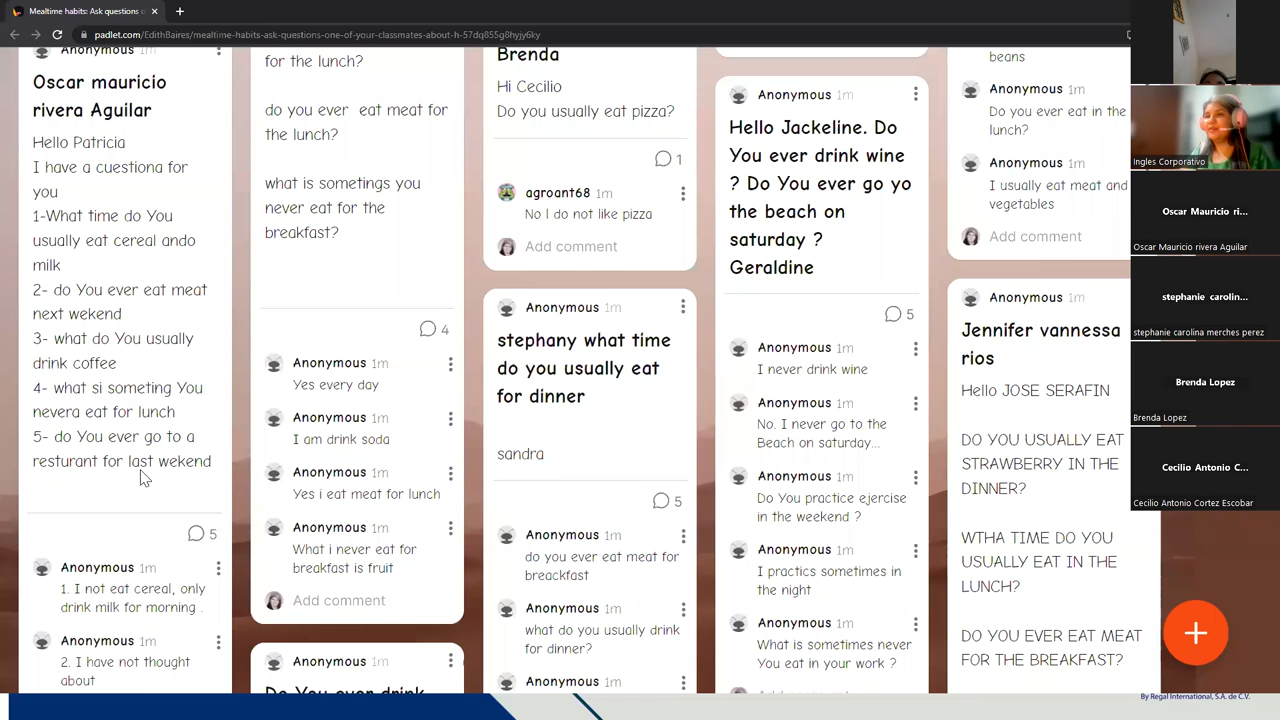 Mealtime habits: Ask questions o
padlet.com/EdithBaires/mealtime-habits-ask-questions-one-of-your-classmates-about-h-57dq855g8hyjy6ky
Anonymous
Oscar mauricio
rivera Aguilar
Hello Patricia
I have a cuestiona for
you
1-What time do You
usually eat cereal ando
milk
2- do You ever eat meat
next wekend
3- what do You usually
drink coffee
4- what si someting You
nevera eat for lunch
5- do You ever go to a
resturant for last wekend
5
Anonymous 1m
1. I not eat cereal, only
drink milk for morning .
Anonymous 1m
2. I have not thought
about
for the lunch?
do you ever eat meat for
the lunch?
what is sometings you
never eat for the
breakfast?
4
Anonymous 1m
Yes every day
Anonymous 1m
I am drink soda
Anonymous 1m
Yes i eat meat for lunch
Anonymous 1m
What i never eat for
breakfast is fruit
Add comment
Anonymous 1m
Do You ever drink
Brenda
Hi Cecilio
Do you usually eat pizza?
1
agroant68 1m
No I do not like pizza
Add comment
Anonymous 1m
stephany what time
do you usually eat
for dinner
sandra
5
Anonymous 1m
do you ever eat meat for
breackfast
Anonymous 1m
what do you usually drink
for dinner?
Anonymous 1m
Anonymous 1m
Hello Jackeline. Do
You ever drink wine
? Do You ever go yo
the beach on
saturday ?
Geraldine
5
Anonymous 1m
I never drink wine
Anonymous 1m
No. I never go to the
Beach on saturday...
Anonymous 1m
Do You practice ejercise
in the weekend ?
Anonymous 1m
I practics sometimes in
the night
Anonymous 1m
What is sometimes never
You eat in your work ?
beans
Anonymous 1m
Do you ever eat in the
lunch?
Anonymous 1m
I usually eat meat and
vegetables
Add comment
Anonymous 1m
Jennifer vannessa
rios
Hello JOSE SERAFIN
DO YOU USUALLY EAT
STRAWBERRY IN THE
DINNER?
WTHA TIME DO YOU
USUALLY EAT IN THE
LUNCH?
DO YOU EVER EAT MEAT
FOR THE BREAKFAST?
Ingles Corporativo
Oscar Mauricio ri...
Oscar Mauricio rivera Aguilar
stephanie carolin...
stephanie carolina merches perez
Brenda Lopez
Brenda Lopez
Cecilio Antonio C...
Cecilio Antonio Cortez Escobar
By Regal International, S.A. de C.V.